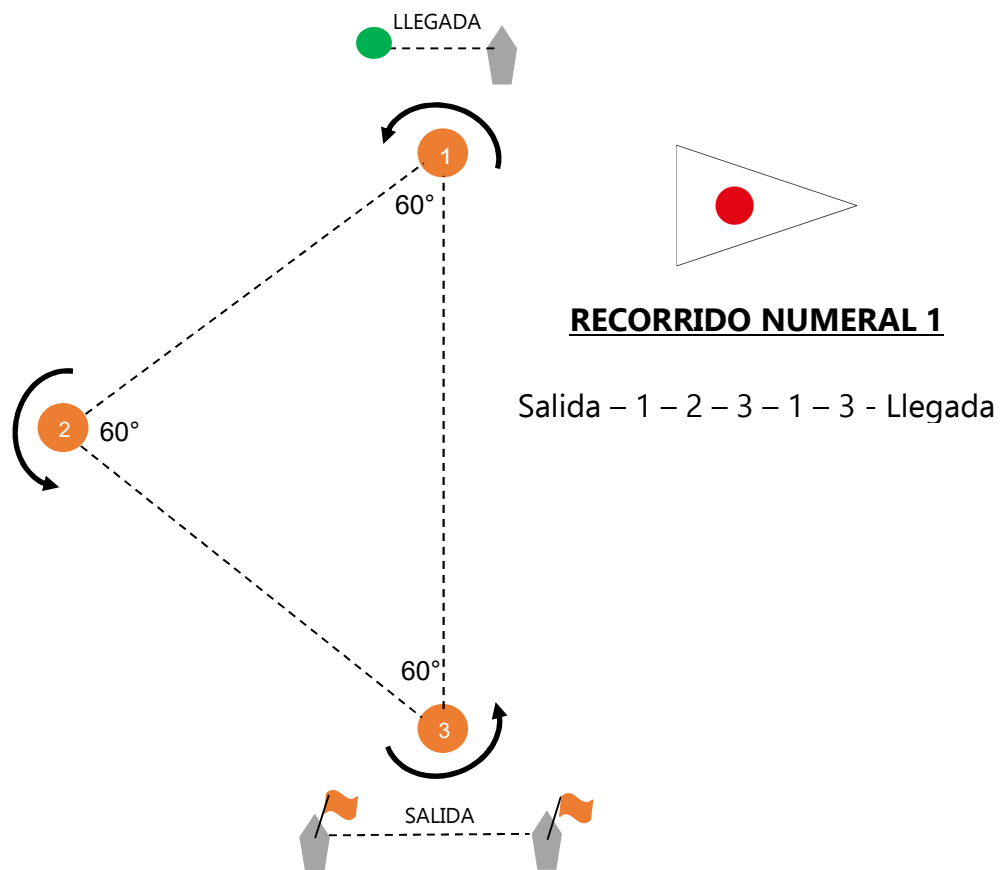 LLEGADA
1
60°
RECORRIDO NUMERAL 1
Salida – 1 – 2 – 3 – 1 – 3 - Llegada
2
60°
60°
3
SALIDA